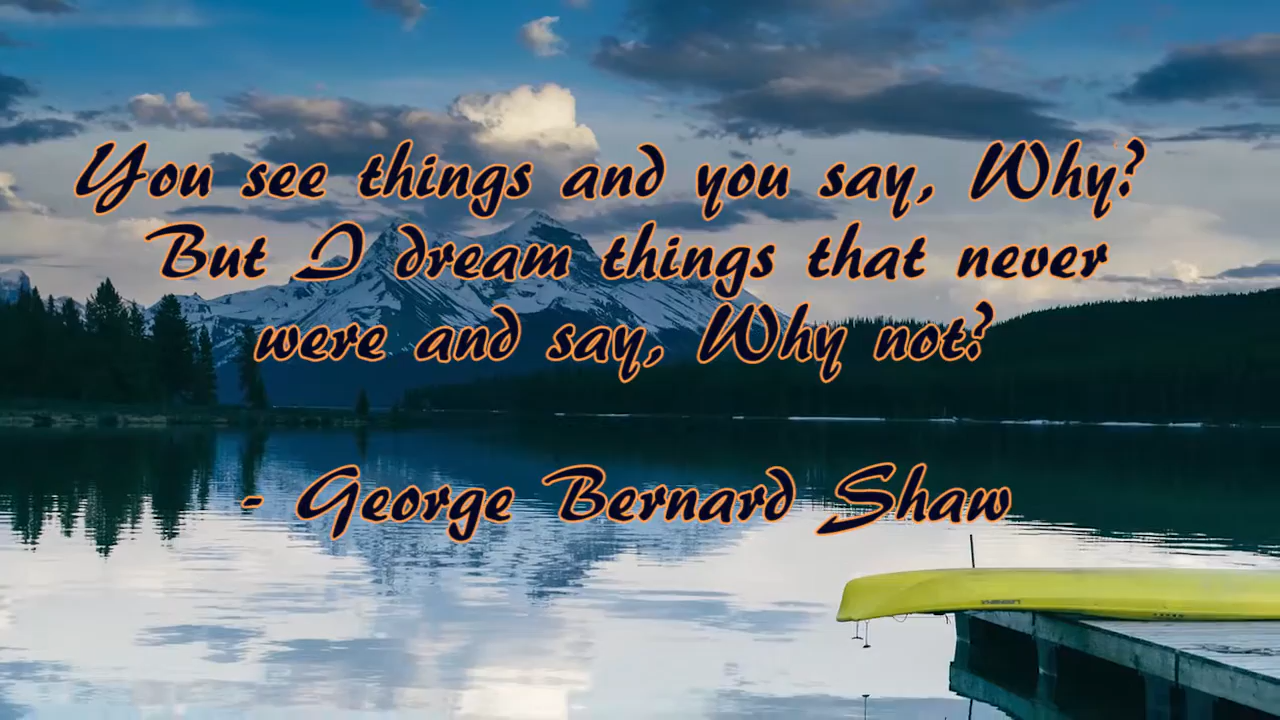 You see things and you say, Why?
But I dream things that never
were and say, Why not?
- George Bernard Shaw